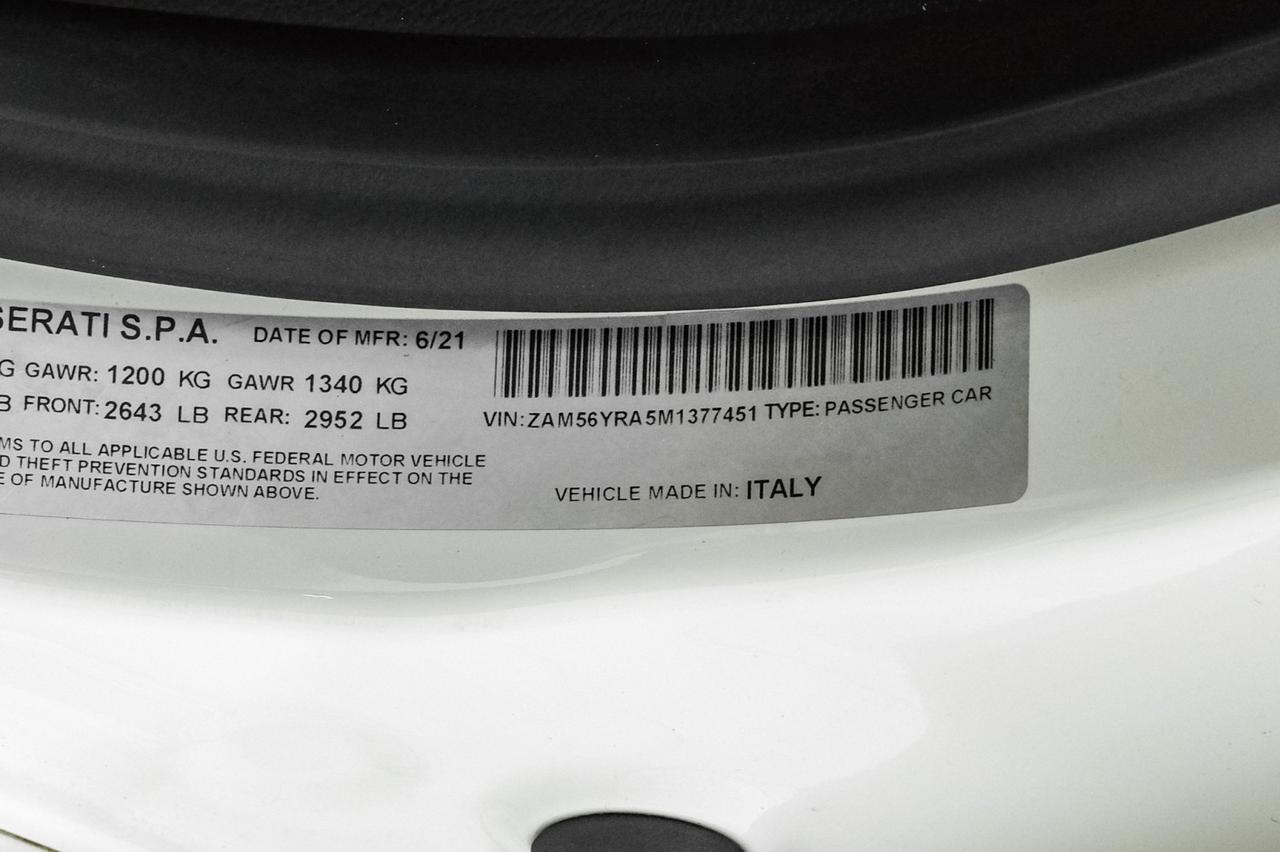 SERATI S.P.A. DATE OF MFR: 6/21
G GAWR: 1200 KG GAWR 1340 KG
B FRONT: 2643 LB REAR: 2952 LB
MS TO ALL APPLICABLE U.S. FEDERAL MOTOR VEHICLE
D THEFT PREVENTION STANDARDS IN EFFECT ON THE
E OF MANUFACTURE SHOWN ABOVE.
VIN: ZAM56YRA5M1377451 TYPE: PASSENGER CAR
VEHICLE MADE IN: ITALY